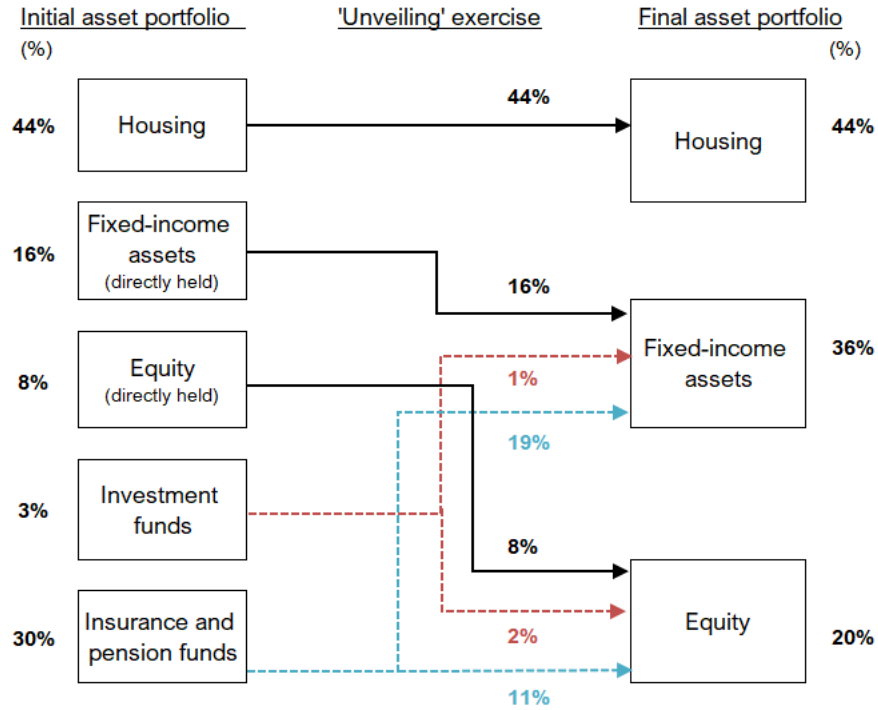 Initial asset portfolio
'Unveiling' exercise
Final asset portfolio
(%)
(%)
44%
Housing
44%
Housing
44%
Fixed-income
assets
(directly held)
16%
16%
Fixed-income
assets
36%
Equity
(directly held)
8%
1%
19%
Investment
funds
3%
8%
Equity
20%
2%
Insurance and
pension funds
30%
11%